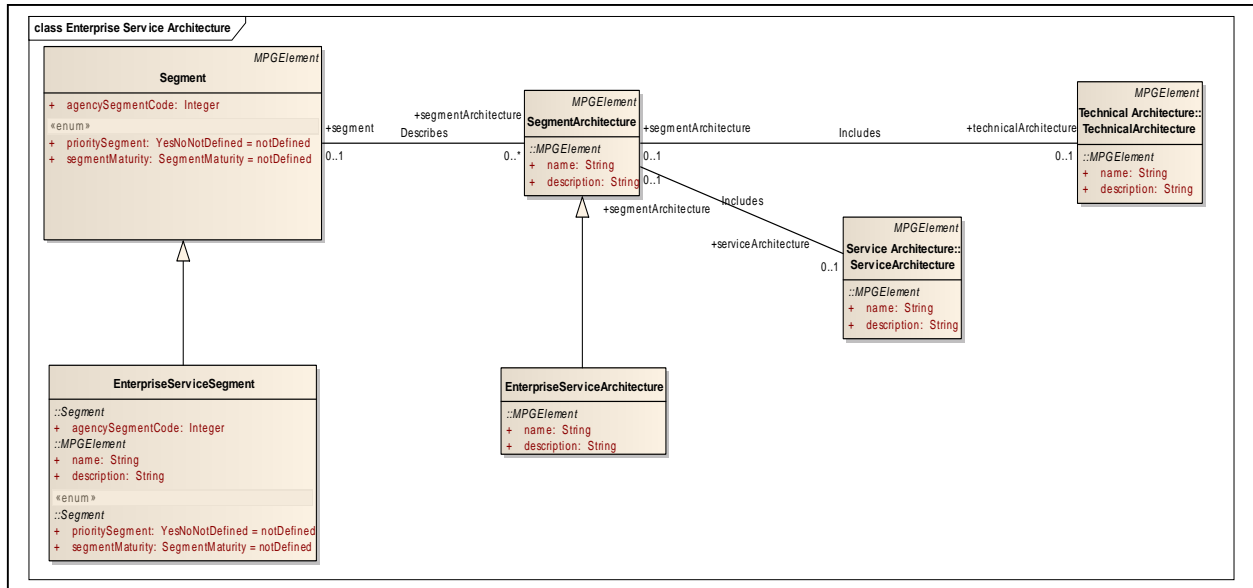 class Enterprise Service Architecture
MPGElement
Segment
+ agencySegmentCode: Integer
«enum»
+ prioritySegment: YesNoNotDefined = notDefined
+ segmentMaturity: SegmentMaturity = notDefined
+segment
0..1
Describes
+segmentArchitecture
0..*
MPGElement
SegmentArchitecture
::MPGElement
+ name: String
+ description: String
+segmentArchitecture
0..1
Includes
+technicalArchitecture
0..1
MPGElement
Technical Architecture::
TechnicalArchitecture
::MPGElement
+ name: String
+ description: String
0..1
+segmentArchitecture
Includes
+serviceArchitecture
0..1
MPGElement
Service Architecture::
ServiceArchitecture
::MPGElement
+ name: String
+ description: String
EnterpriseServiceSegment
::Segment
+ agencySegmentCode: Integer
::MPGElement
+ name: String
+ description: String
«enum»
::Segment
+ prioritySegment: YesNoNotDefined = notDefined
+ segmentMaturity: SegmentMaturity = notDefined
EnterpriseServiceArchitecture
::MPGElement
+ name: String
+ description: String